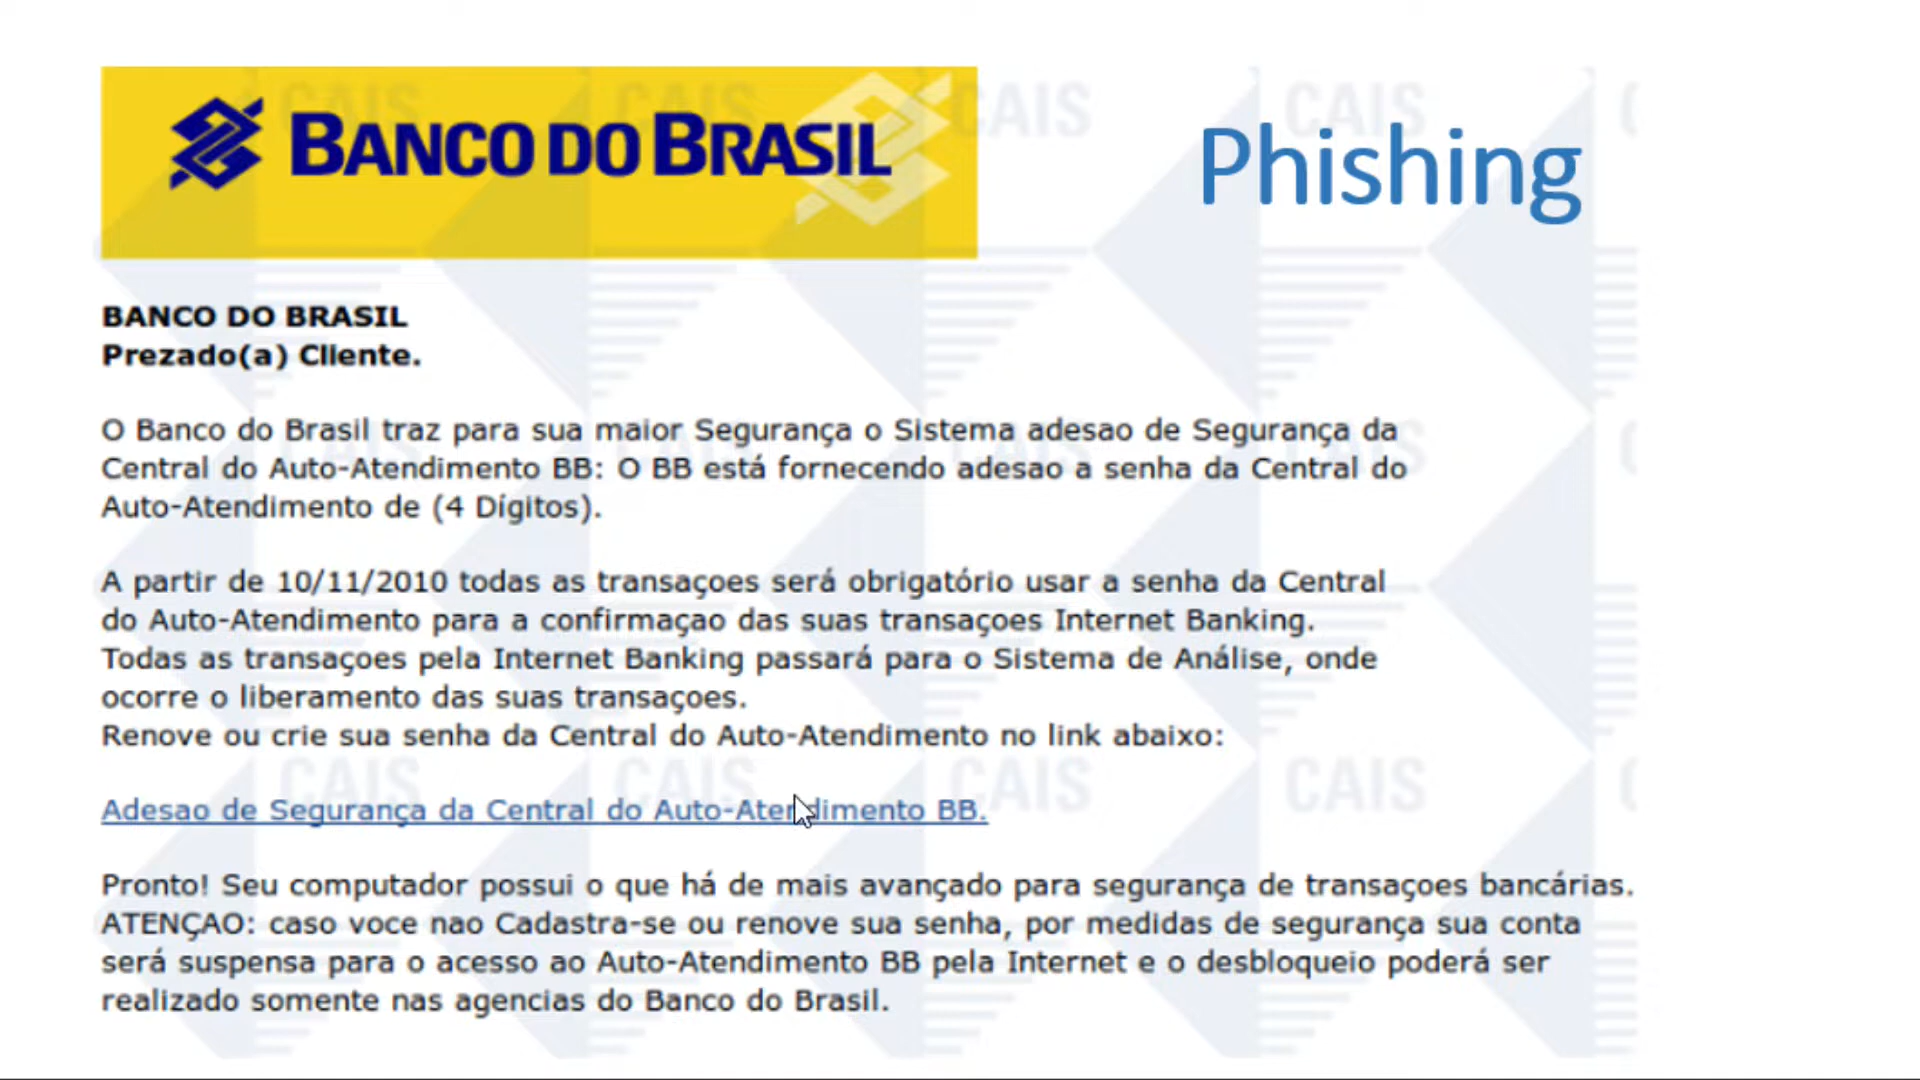 BANCO DO BRASIL
Phishing
BANCO DO BRASIL
Prezado(a) Cliente.
O Banco do Brasil traz para sua maior Segurança o Sistema adesao de Segurança da
Central do Auto-Atendimento BB: O BB está fornecendo adesao a senha da Central do
Auto-Atendimento de (4 Dígitos).
A partir de 10/11/2010 todas as transaçoes será obrigatório usar a senha da Central
do Auto-Atendimento para a confirmaçao das suas transaçoes Internet Banking.
Todas as transaçoes pela Internet Banking passará para o Sistema de Análise, onde
ocorre o liberamento das suas transaçoes.
Renove ou crie sua senha da Central do Auto-Atendimento no link abaixo:
Adesao de Segurança da Central do Auto-Atendimento BB.
Pronto! Seu computador possui o que há de mais avançado para segurança de transaçoes bancárias.
ATENÇAO: caso voce nao Cadastra-se ou renove sua senha, por medidas de segurança sua conta
será suspensa para o acesso ao Auto-Atendimento BB pela Internet e o desbloqueio poderá ser
realizado somente nas agencias do Banco do Brasil.
CAIS CAIS CAIS CAIS
CAIS CAIS CAIS CAIS